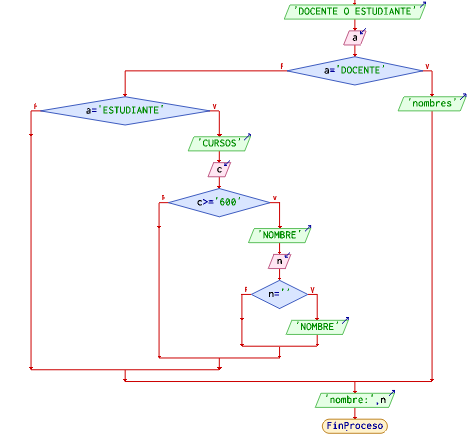 'DOCENTE O ESTUDIANTE'
a
F
a='DOCENTE'
V
F
a='ESTUDIANTE'
V
'nombres'
'CURSOS'
c
F
c>='600'
V
'NOMBRE'
n
F
n=''
V
'NOMBRE'
'nombre:',n
FinProceso